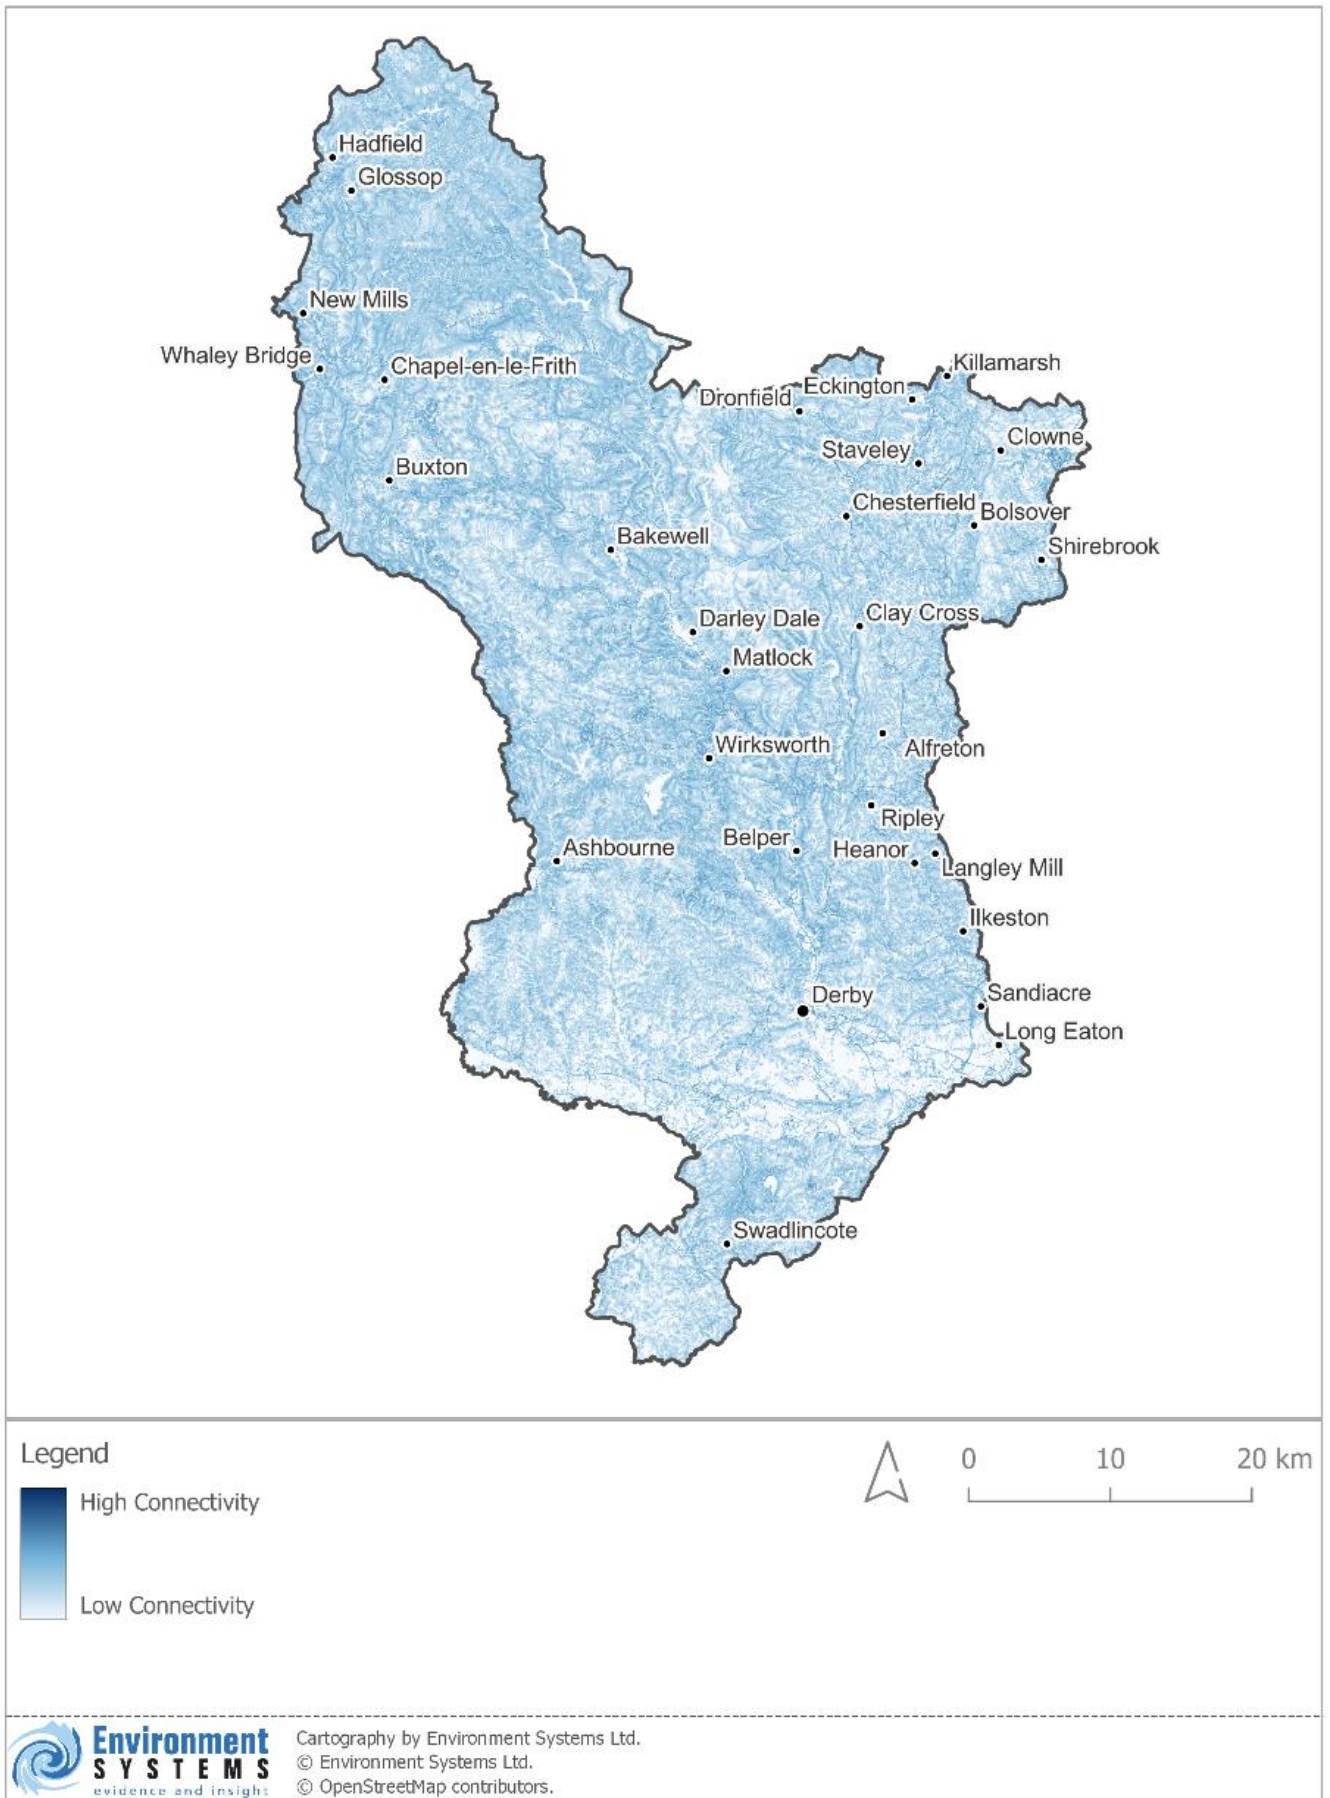 Hadfield
Glossop
New Mills
Whaley Bridge
Chapel-en-le-Frith
Killamarsh
Eckington
Dronfield
Clowne
Staveley
Buxton
Chesterfield
Bolsover
Bakewell
Shirebrook
Darley Dale
Clay Cross
Matlock
Wirksworth
Alfreton
Ripley
Belper
Heanor
Ashbourne
Langley Mill
Ilkeston
Sandiacre
Derby
Long Eaton
Swadlincote
Legend
High Connectivity
Low Connectivity
0 10 20 km
Environment
SYSTEMS
evidence and insight
Cartography by Environment Systems Ltd.
© Environment Systems Ltd.
© OpenStreetMap contributors.